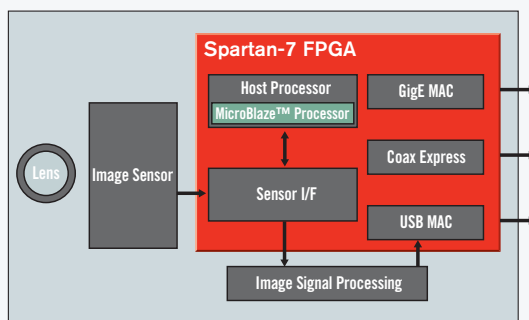 Spartan-7 FPGA
Host Processor
MicroBlaze™ Processor
GigE MAC
Lens
Image Sensor
Coax Express
Sensor I/F
USB MAC
Image Signal Processing